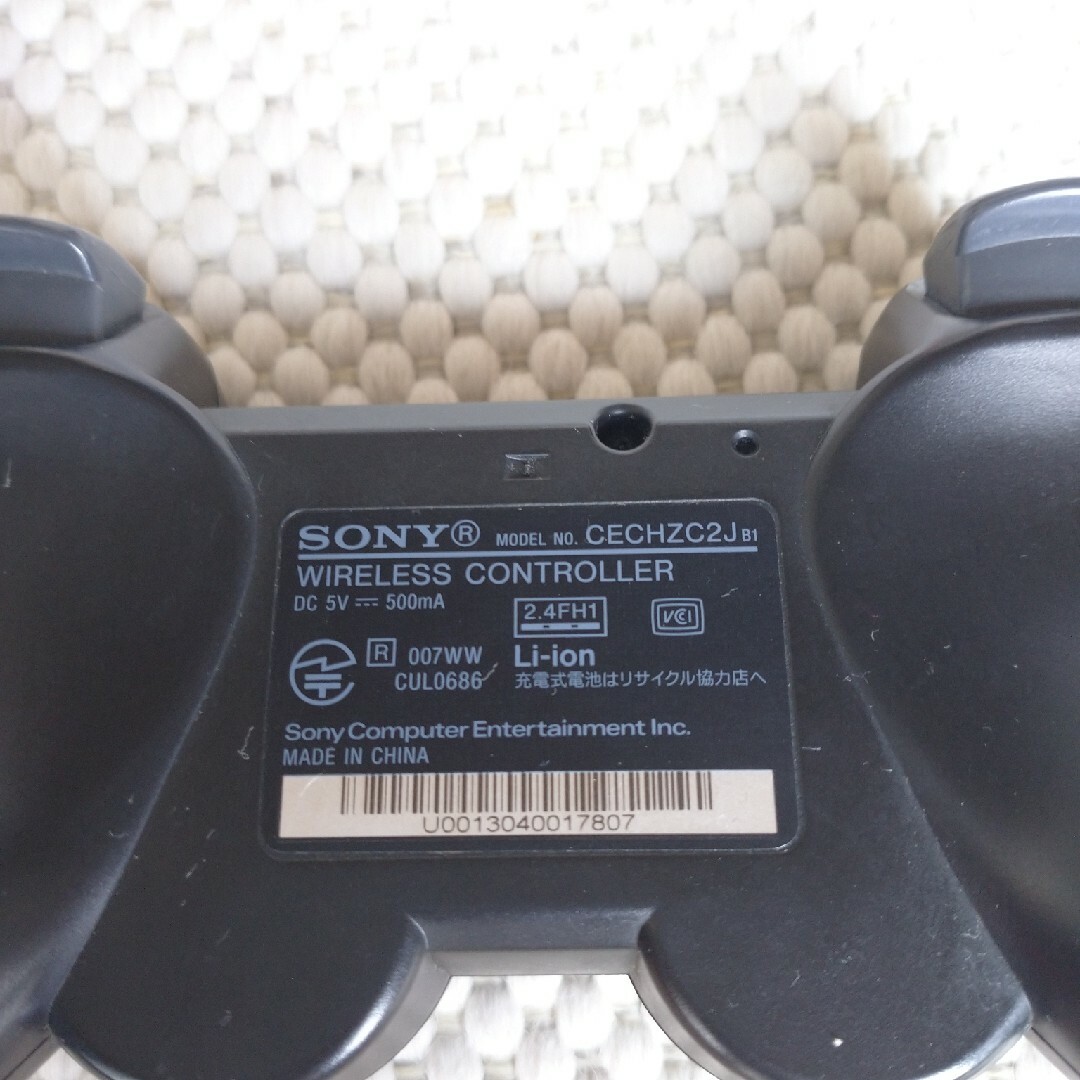 SONY® MODEL NO. CECHZC2J B1
WIRELESS CONTROLLER
DC 5V ⎓ 500mA
2.4FH1
VCI
R 007WW
CUL0686
Li-ion
充電式電池はリサイクル協力店へ
Sony Computer Entertainment Inc.
MADE IN CHINA
U0013040017807